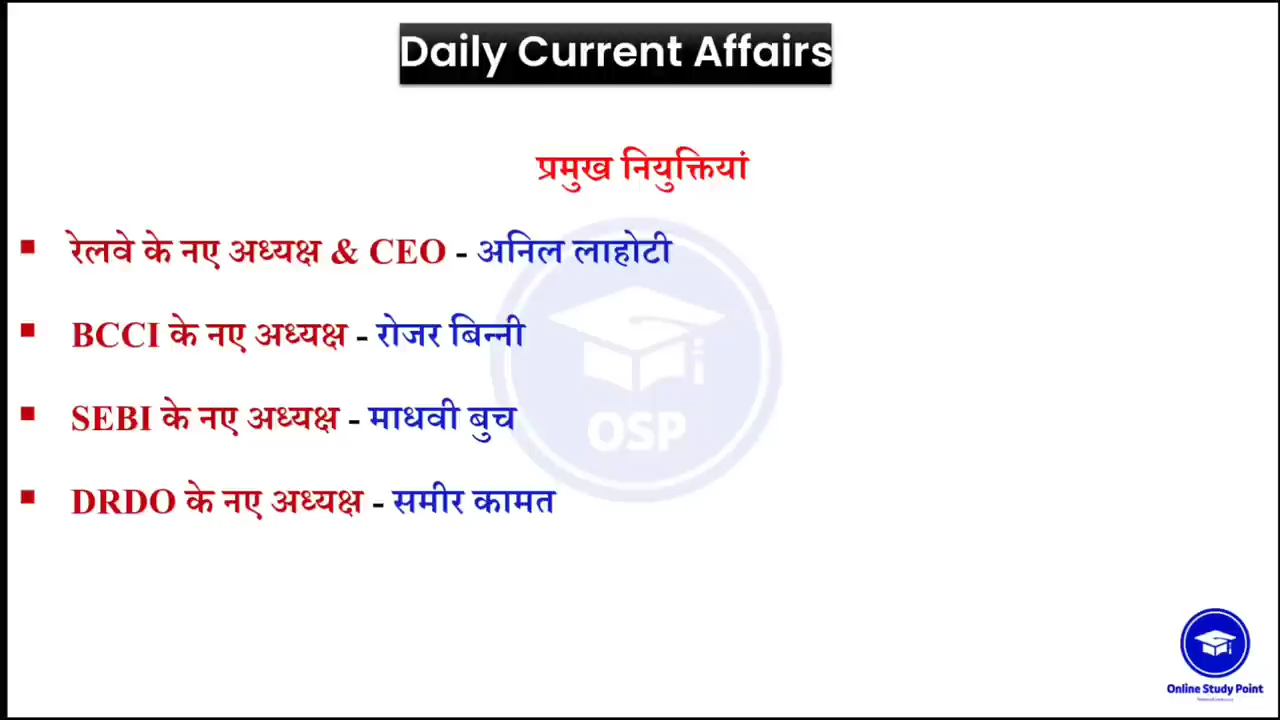 Daily Current Affairs
प्रमुख नियुक्तियां
▪ रेलवे के नए अध्यक्ष & CEO - अनिल लाहोटी
▪ BCCI के नए अध्यक्ष - रोजर बिन्नी
▪ SEBI के नए अध्यक्ष - माधवी बुच
▪ DRDO के नए अध्यक्ष - समीर कामत
OSP
Online Study Point